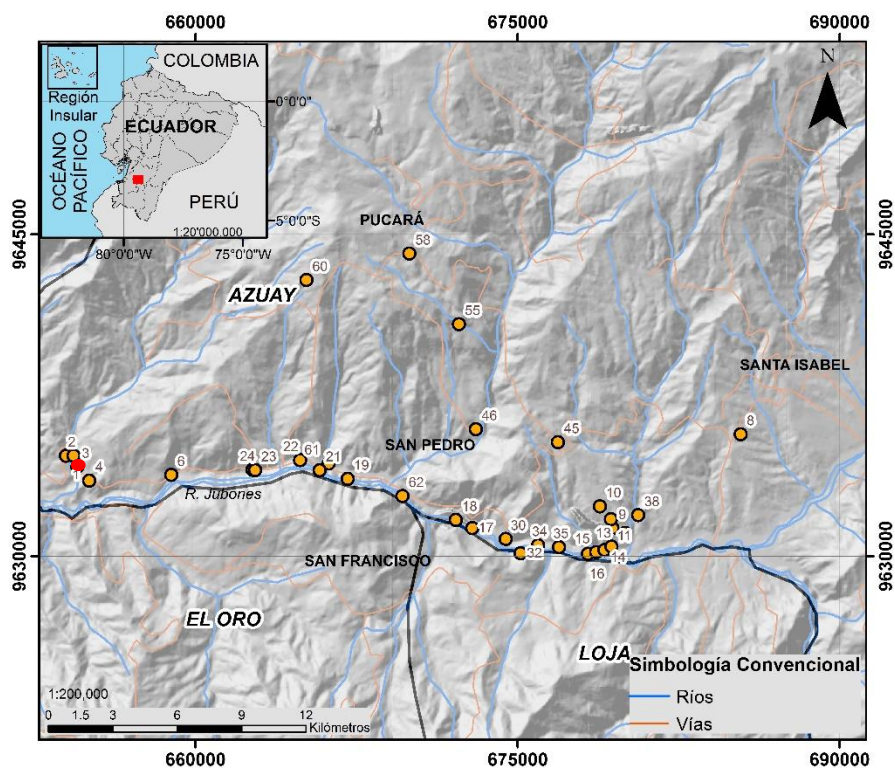 660000 675000 690000
COLOMBIA
Región
Insular
0°0'0"
ECUADOR
OCÉANO
PACÍFICO
PERÚ
5°0'0"S
1:20'000.000
80°0'0"W 75°0'0"W
N
9645000 9645000
PUCARÁ
58
60
AZUAY
55
SANTA ISABEL
8
46
SAN PEDRO
45
2 3
1 4
6
24 23
22 61 21
19
R. Jubones
62
18
17
10
9
38
30 34 35
32
15 13 11
14
16
9630000 9630000
SAN FRANCISCO
EL ORO
LOJA
Simbología Convencional
Ríos
Vías
1:200,000
0 1.5 3 6 9 12
Kilómetros
660000 675000 690000